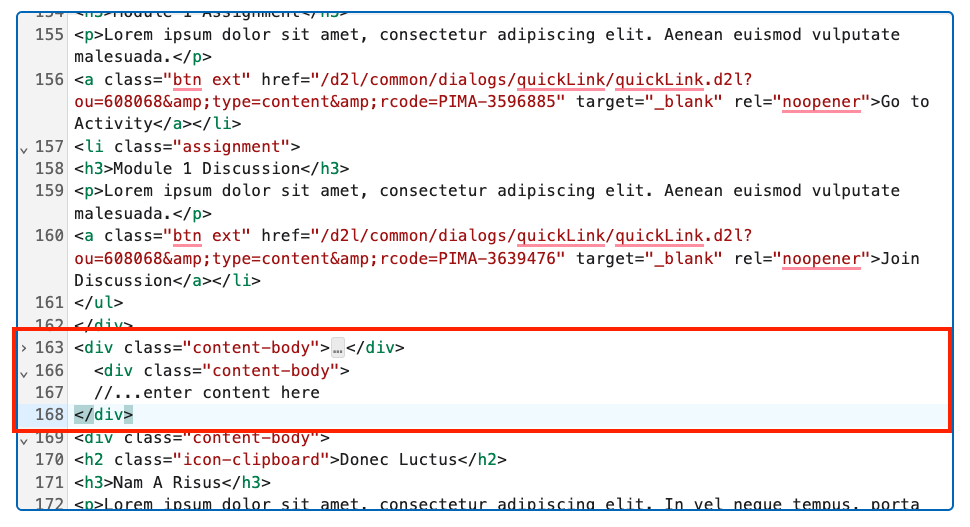 154 <h3>Module 1 Assignment</h3>
155 <p>Lorem ipsum dolor sit amet, consectetur adipiscing elit. Aenean euismod vulputate
malesuada.</p>
156 <a class="btn ext" href="/d2l/common/dialogs/quickLink/quickLink.d2l?
ou=608068&amp;type=content&amp;rcode=PIMA-3596885" target="_blank" rel="noopener">Go to
Activity</a></li>
157 <li class="assignment">
158 <h3>Module 1 Discussion</h3>
159 <p>Lorem ipsum dolor sit amet, consectetur adipiscing elit. Aenean euismod vulputate
malesuada.</p>
160 <a class="btn ext" href="/d2l/common/dialogs/quickLink/quickLink.d2l?
ou=608068&amp;type=content&amp;rcode=PIMA-3639476" target="_blank" rel="noopener">Join
Discussion</a></li>
161 </ul>
162 </div>
163 <div class="content-body">…</div>
166 <div class="content-body">
167 //...enter content here
168 </div>
169 <div class="content-body">
170 <h2 class="icon-clipboard">Donec Luctus</h2>
171 <h3>Nam A Risus</h3>
172 <p>Lorem ipsum dolor sit amet, consectetur adipiscing elit. In vel neque tempus, porta